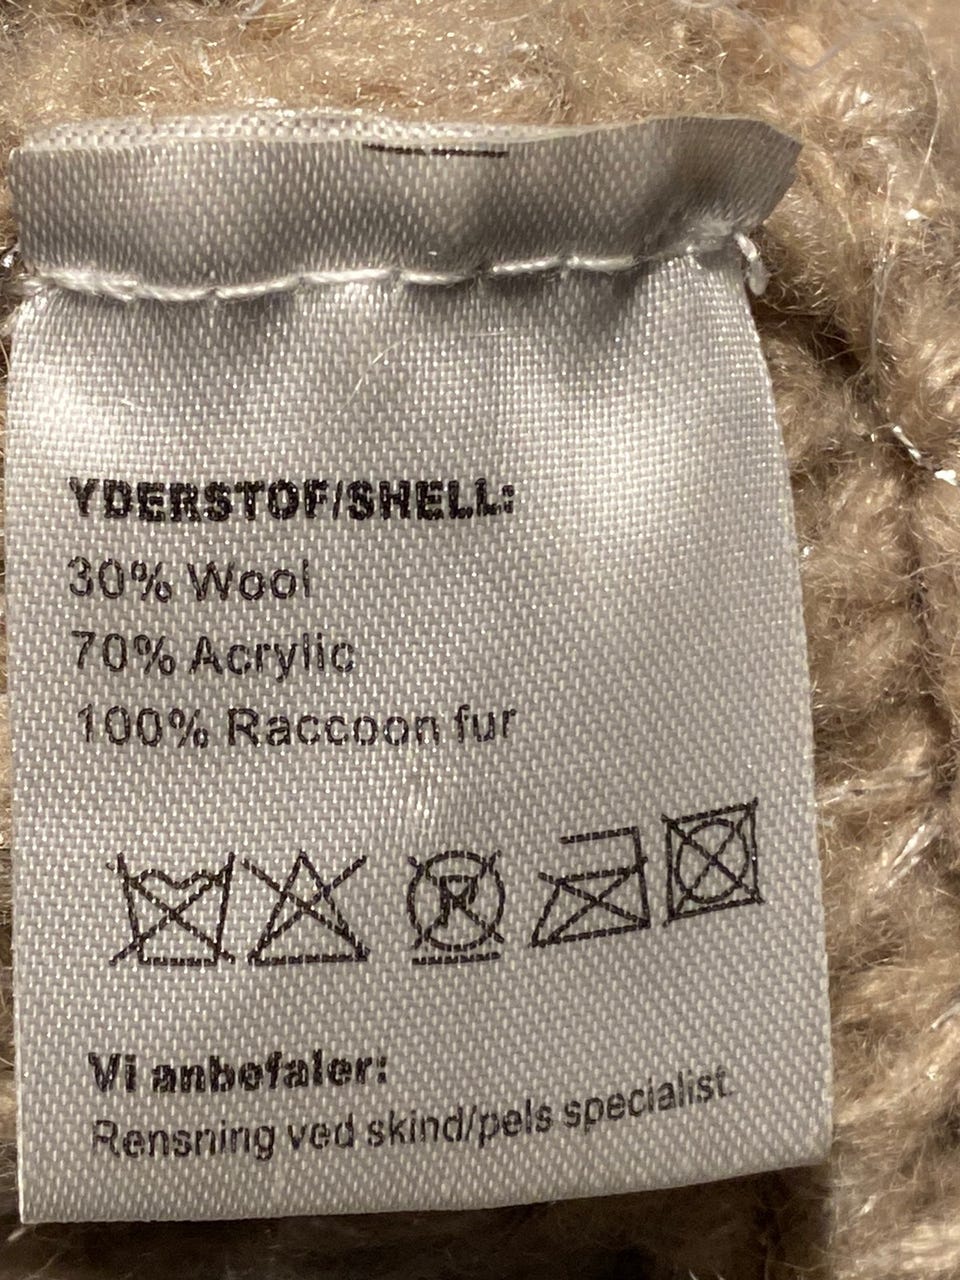 YDERSTOF/SHELL:
30% Wool
70% Acrylic
100% Raccoon fur
P
Vi anbefaler:
Rensning ved skind/pels specialist.